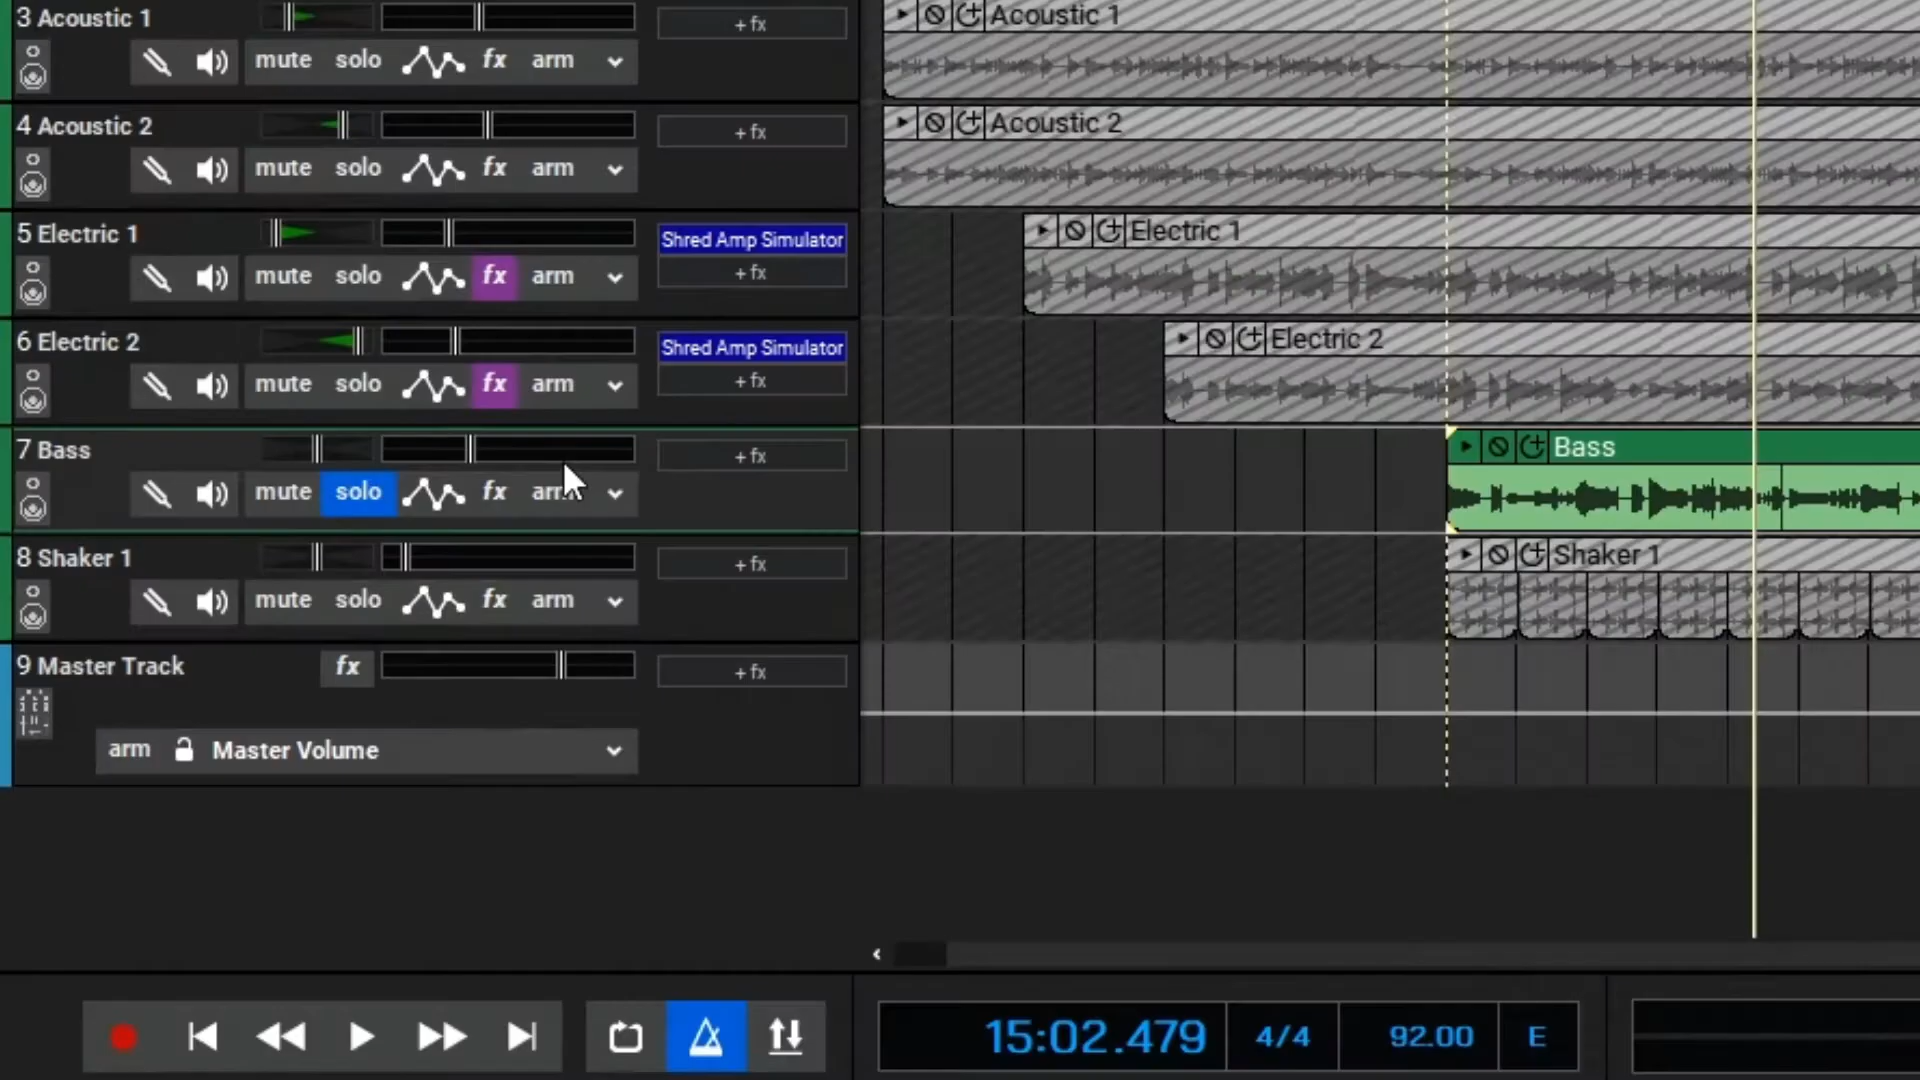 3 Acoustic 1
+ fx
Acoustic 1
mute solo fx arm
4 Acoustic 2
+ fx
Acoustic 2
mute solo fx arm
5 Electric 1
Shred Amp Simulator
Electric 1
mute solo fx arm
+ fx
6 Electric 2
Shred Amp Simulator
Electric 2
mute solo fx arm
+ fx
7 Bass
+ fx
Bass
mute solo fx arm
8 Shaker 1
+ fx
Shaker 1
mute solo fx arm
9 Master Track fx
+ fx
arm Master Volume
15:02.479 4/4 92.00 E